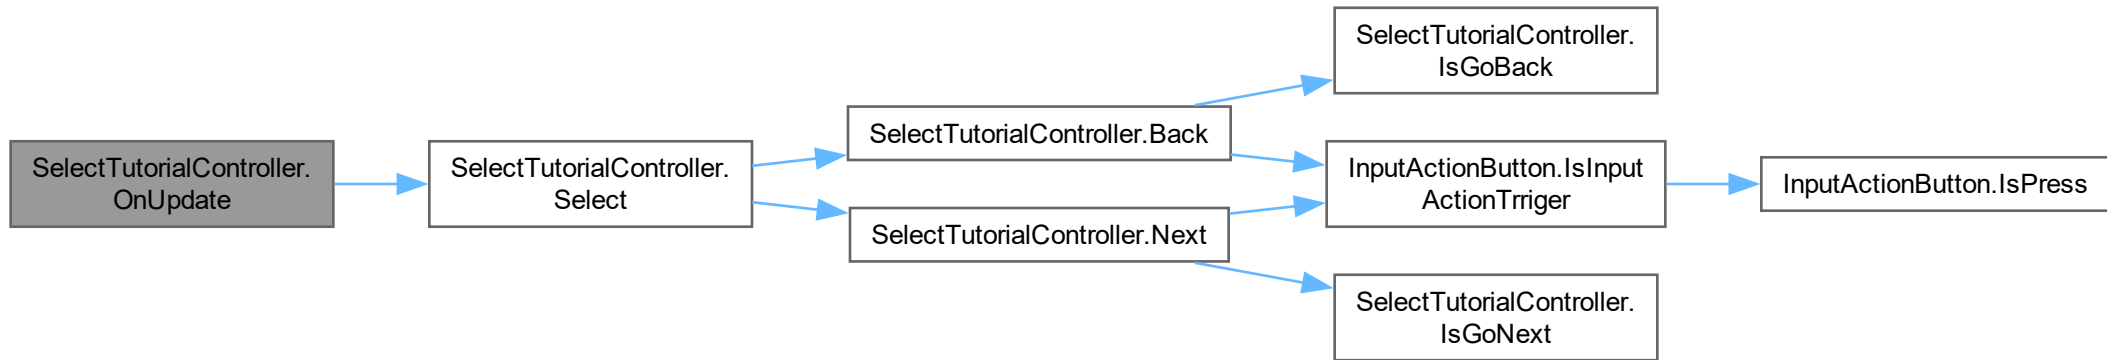 SelectTutorialController.
OnUpdate
SelectTutorialController.
Select
SelectTutorialController.Back
SelectTutorialController.Next
SelectTutorialController.
IsGoBack
InputActionButton.IsInput
ActionTrriger
SelectTutorialController.
IsGoNext
InputActionButton.IsPress